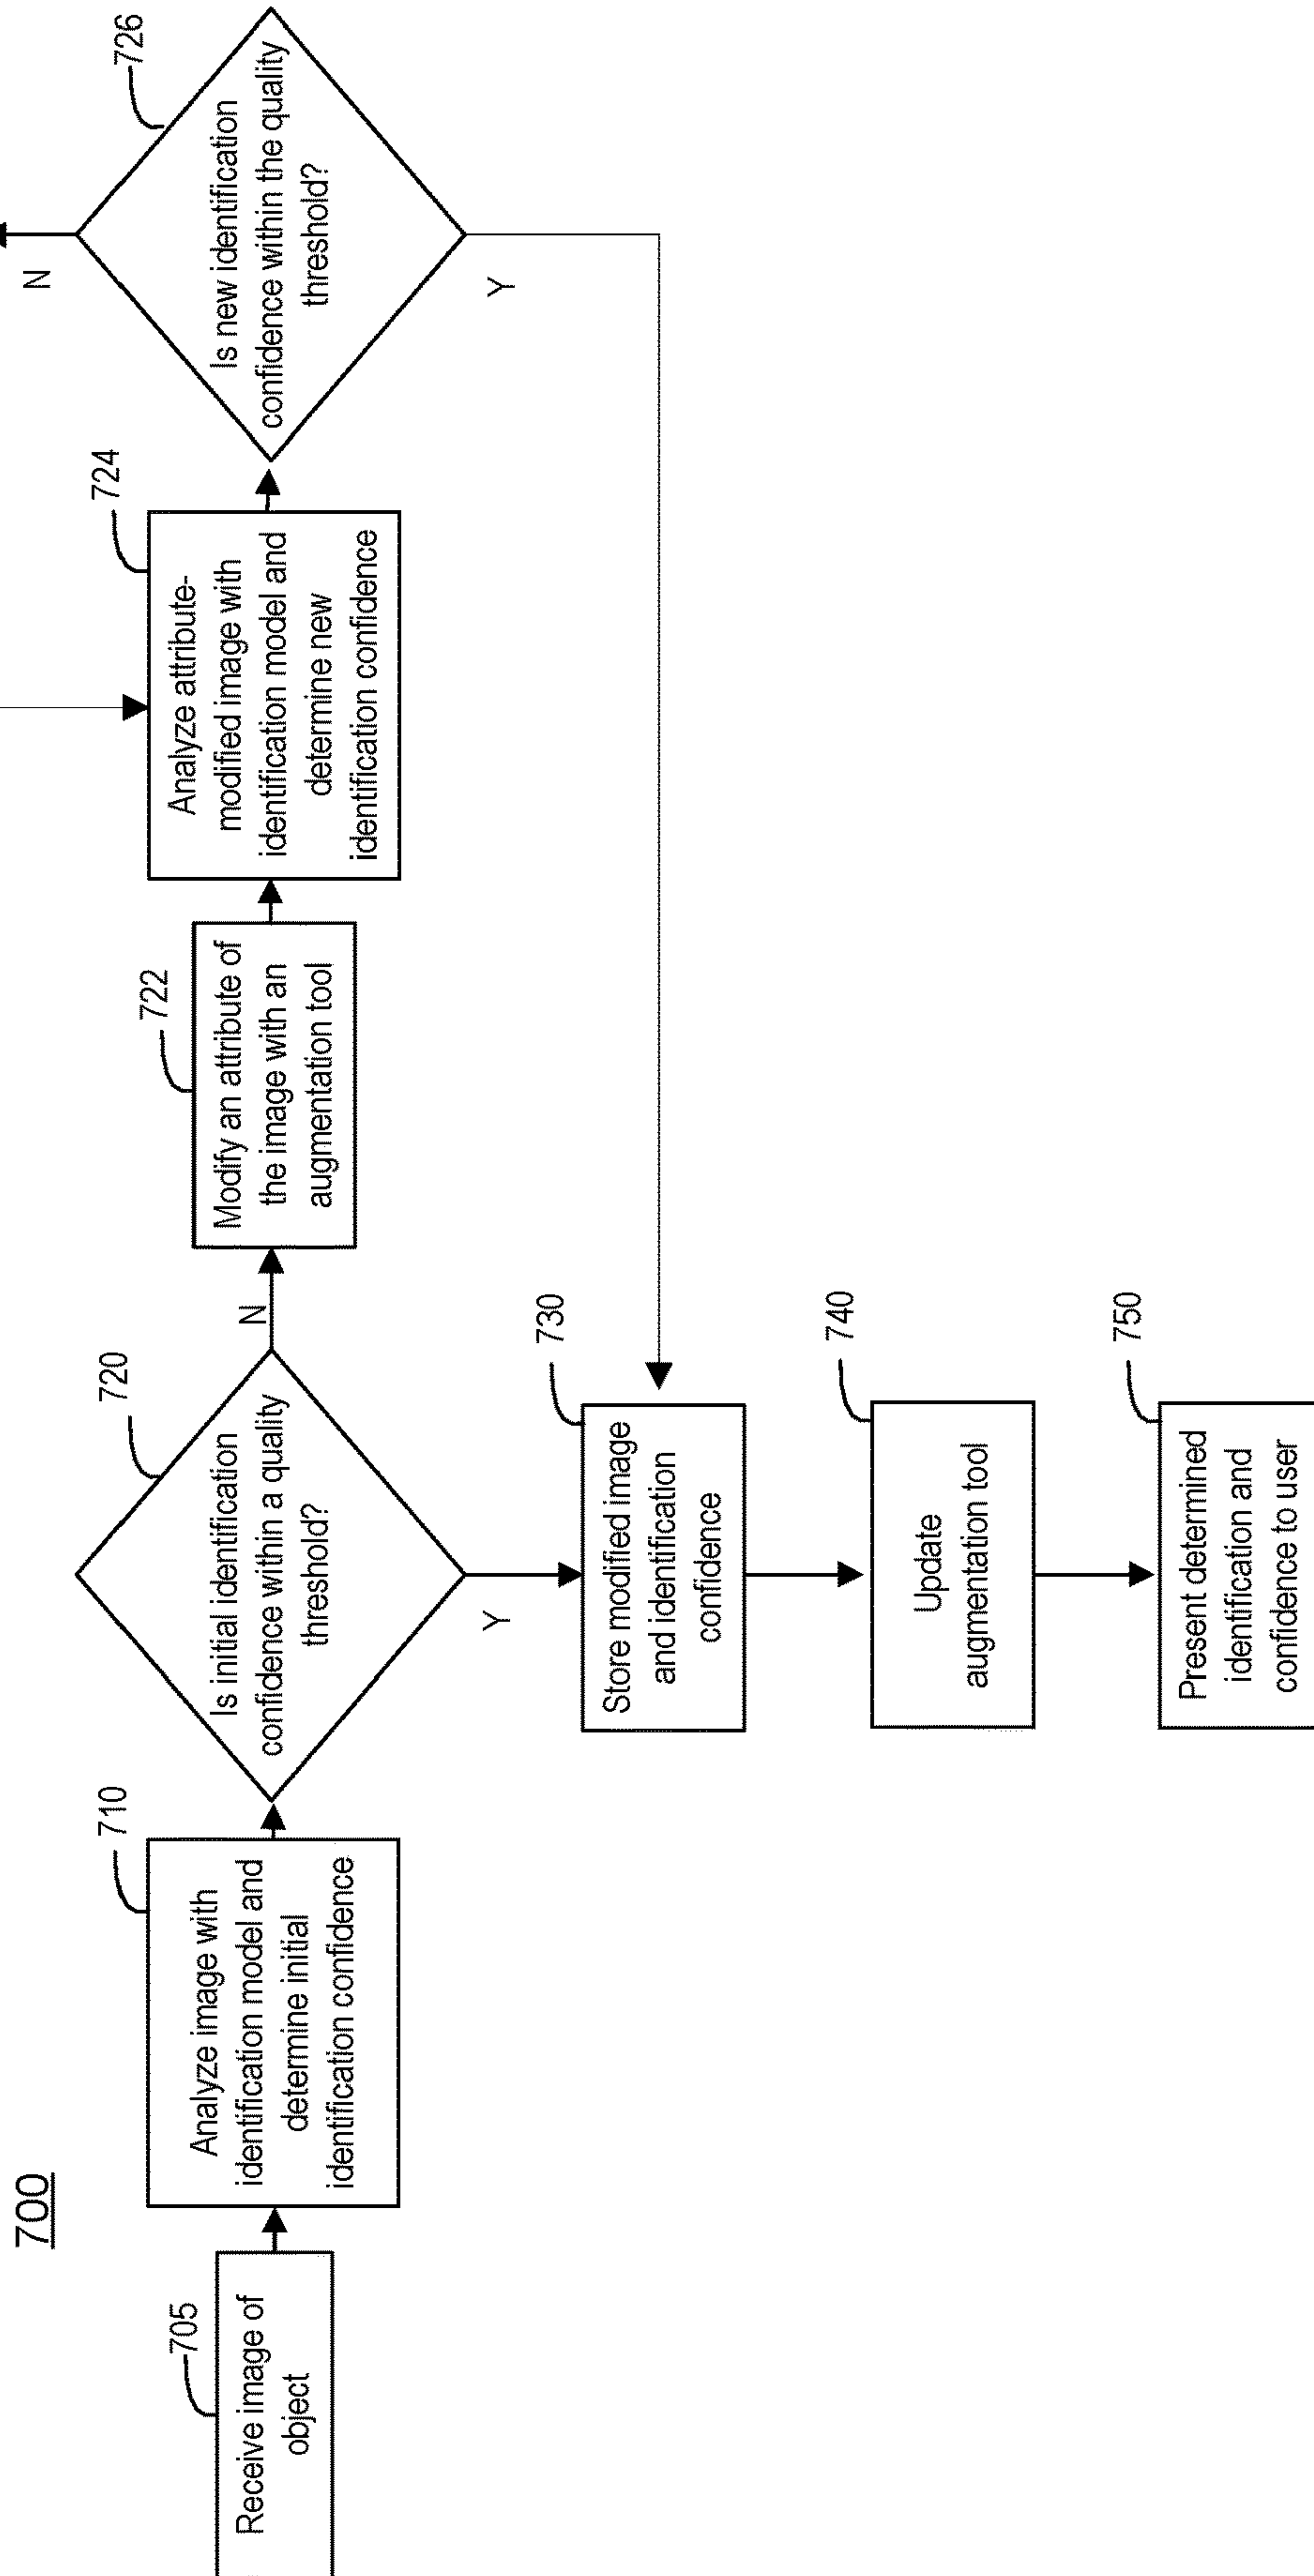 700
705
Receive image of
object
710
Analyze image with
identification model and
determine initial
identification confidence
720
Is initial identification
confidence within a quality
threshold?
N
Y
722
Modify an attribute of
the image with an
augmentation tool
724
Analyze attribute-
modified image with
identification model and
determine new
identification confidence
726
Is new identification
confidence within the quality
threshold?
N
Y
730
Store modified image
and identification
confidence
740
Update
augmentation tool
750
Present determined
identification and
confidence to user